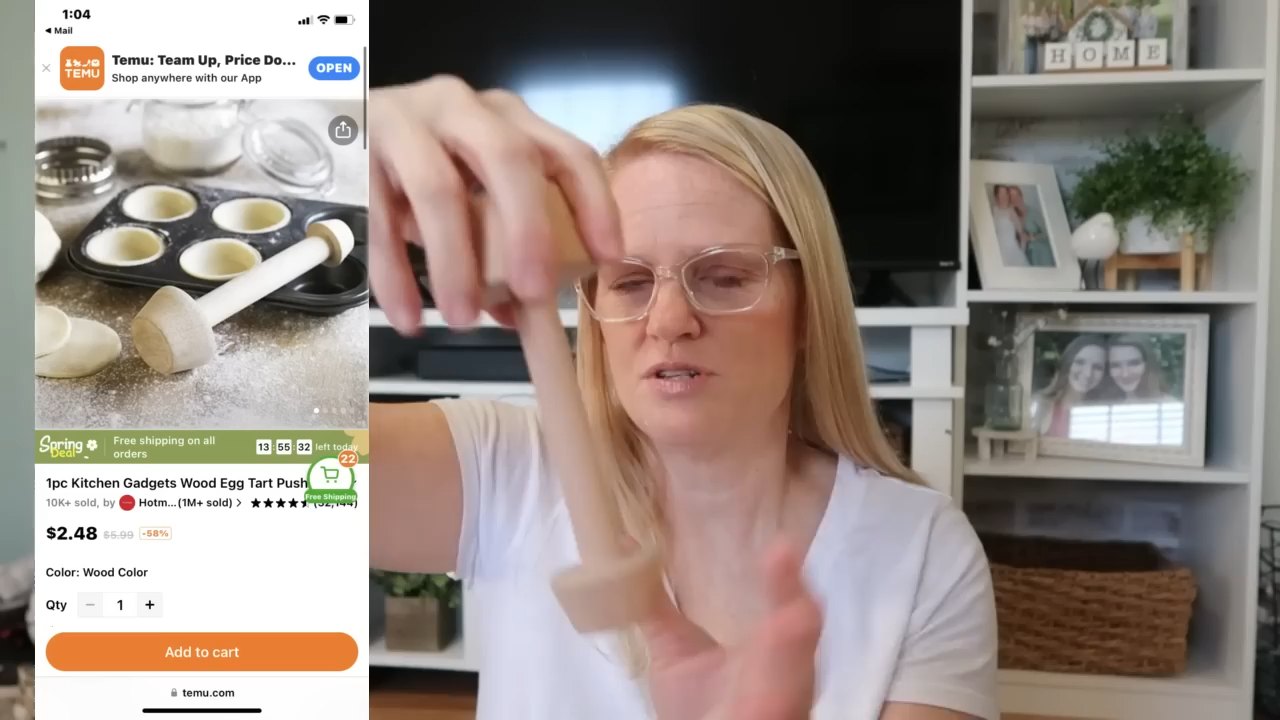 1:04
Mail
TEMU
Temu: Team Up, Price Do...
Shop anywhere with our App
OPEN
Spring Deal
Free shipping on all orders
13 55 32 left today
22
Free Shipping
1pc Kitchen Gadgets Wood Egg Tart Push
10K+ sold, by Hotm...(1M+ sold)
$2.48 $5.99 -58%
Color: Wood Color
Qty 1
Add to cart
temu.com
HOME